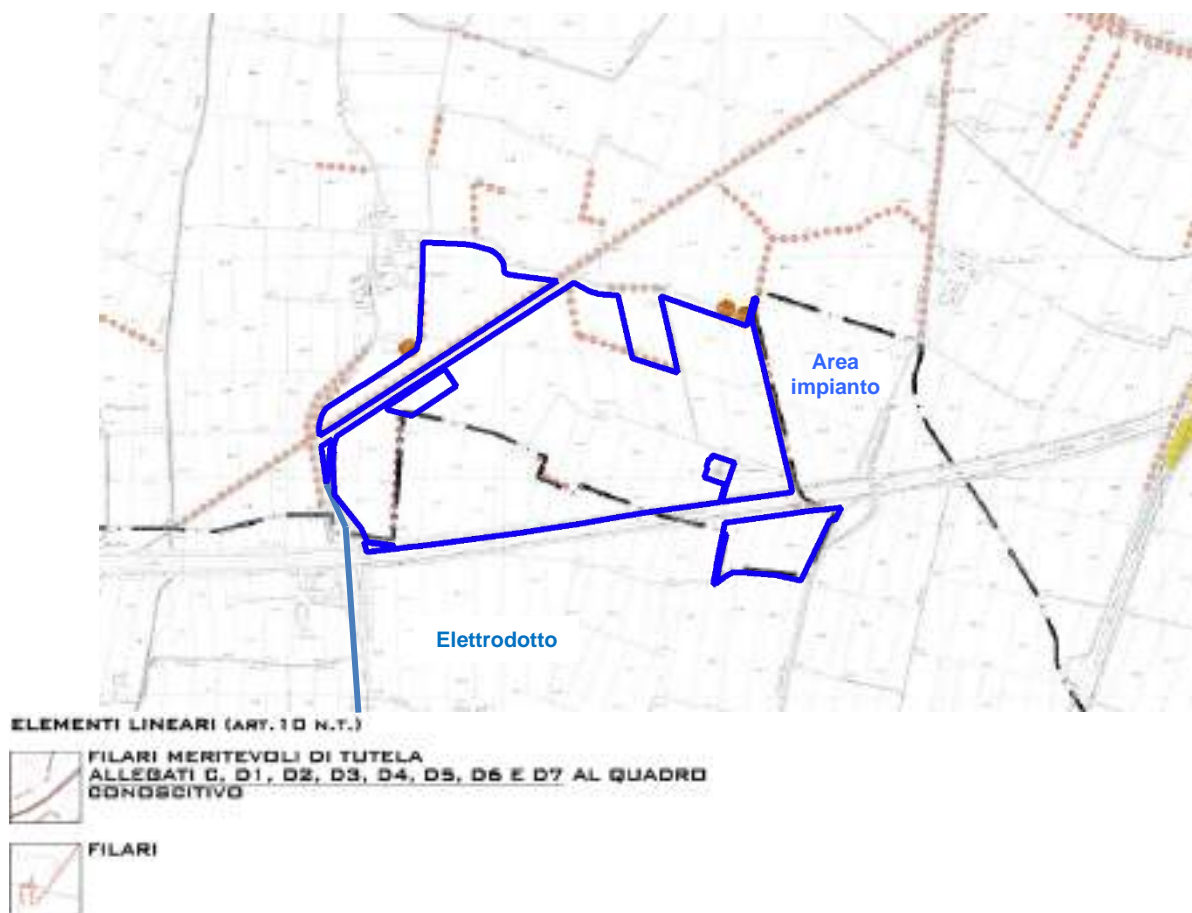 Area
impianto
Elettrodotto
ELEMENTI LINEARI (ART.10 N.T.)
FILARI MERITEVOLI DI TUTELA
ALLEGATI C, D1, D2, D3, D4, D5, D6 E D7 AL QUADRO
CONOSCITIVO
FILARI